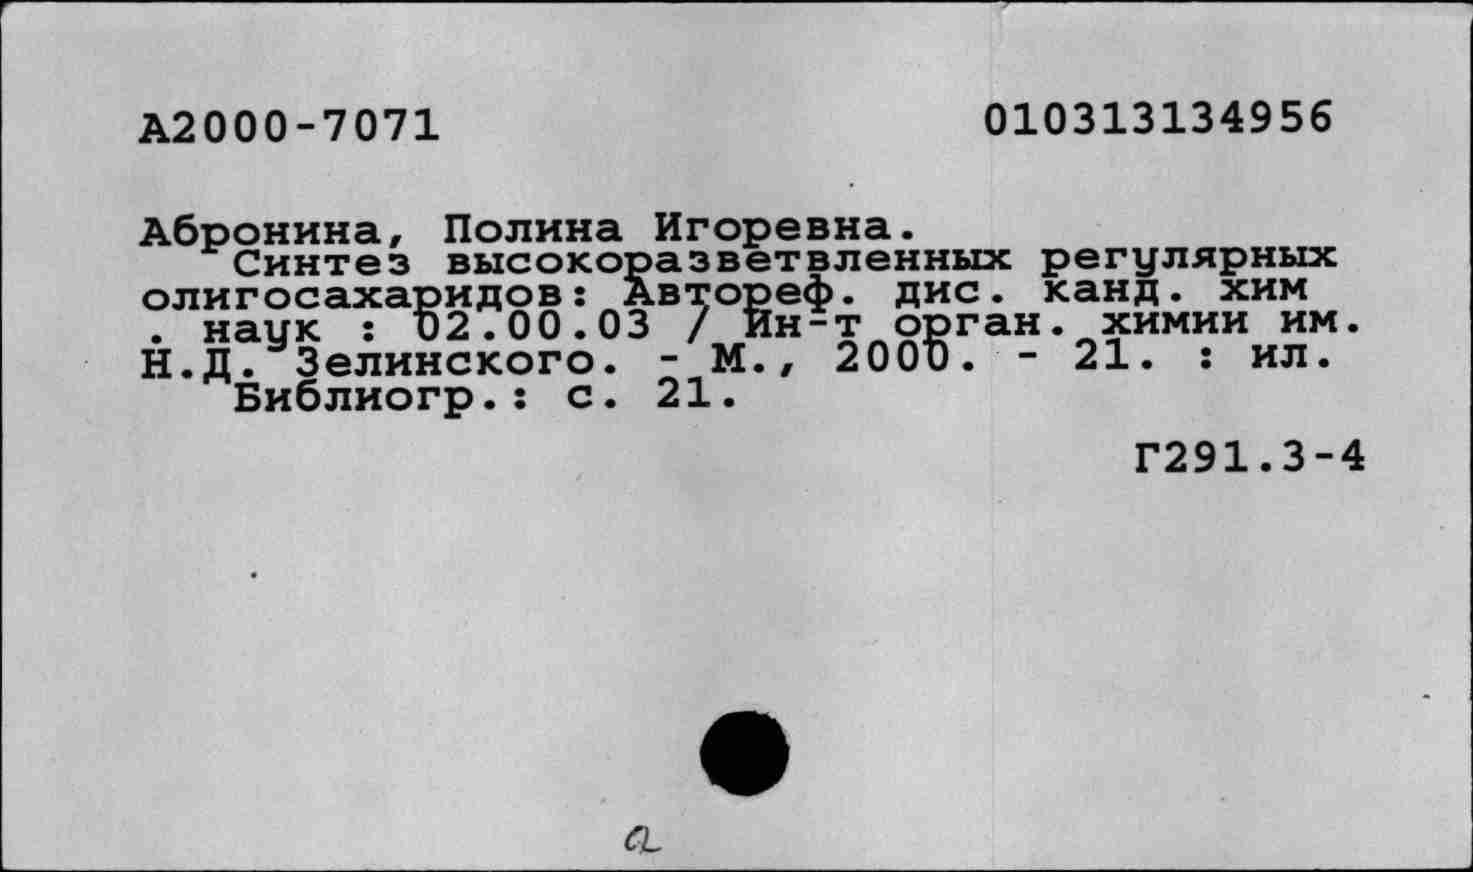 А2000-7071 010313134956
Абронина, Полина Игоревна.
Синтез высокоразветвленных регулярных
олигосахаридов: Автореф. дис. канд. хим
. наук : 02.00.03 / Ин-т орган. химии им.
Н.Д. Зелинского. - М., 2000. - 21. : ил.
Библиогр.: с. 21.
Г291.3-4